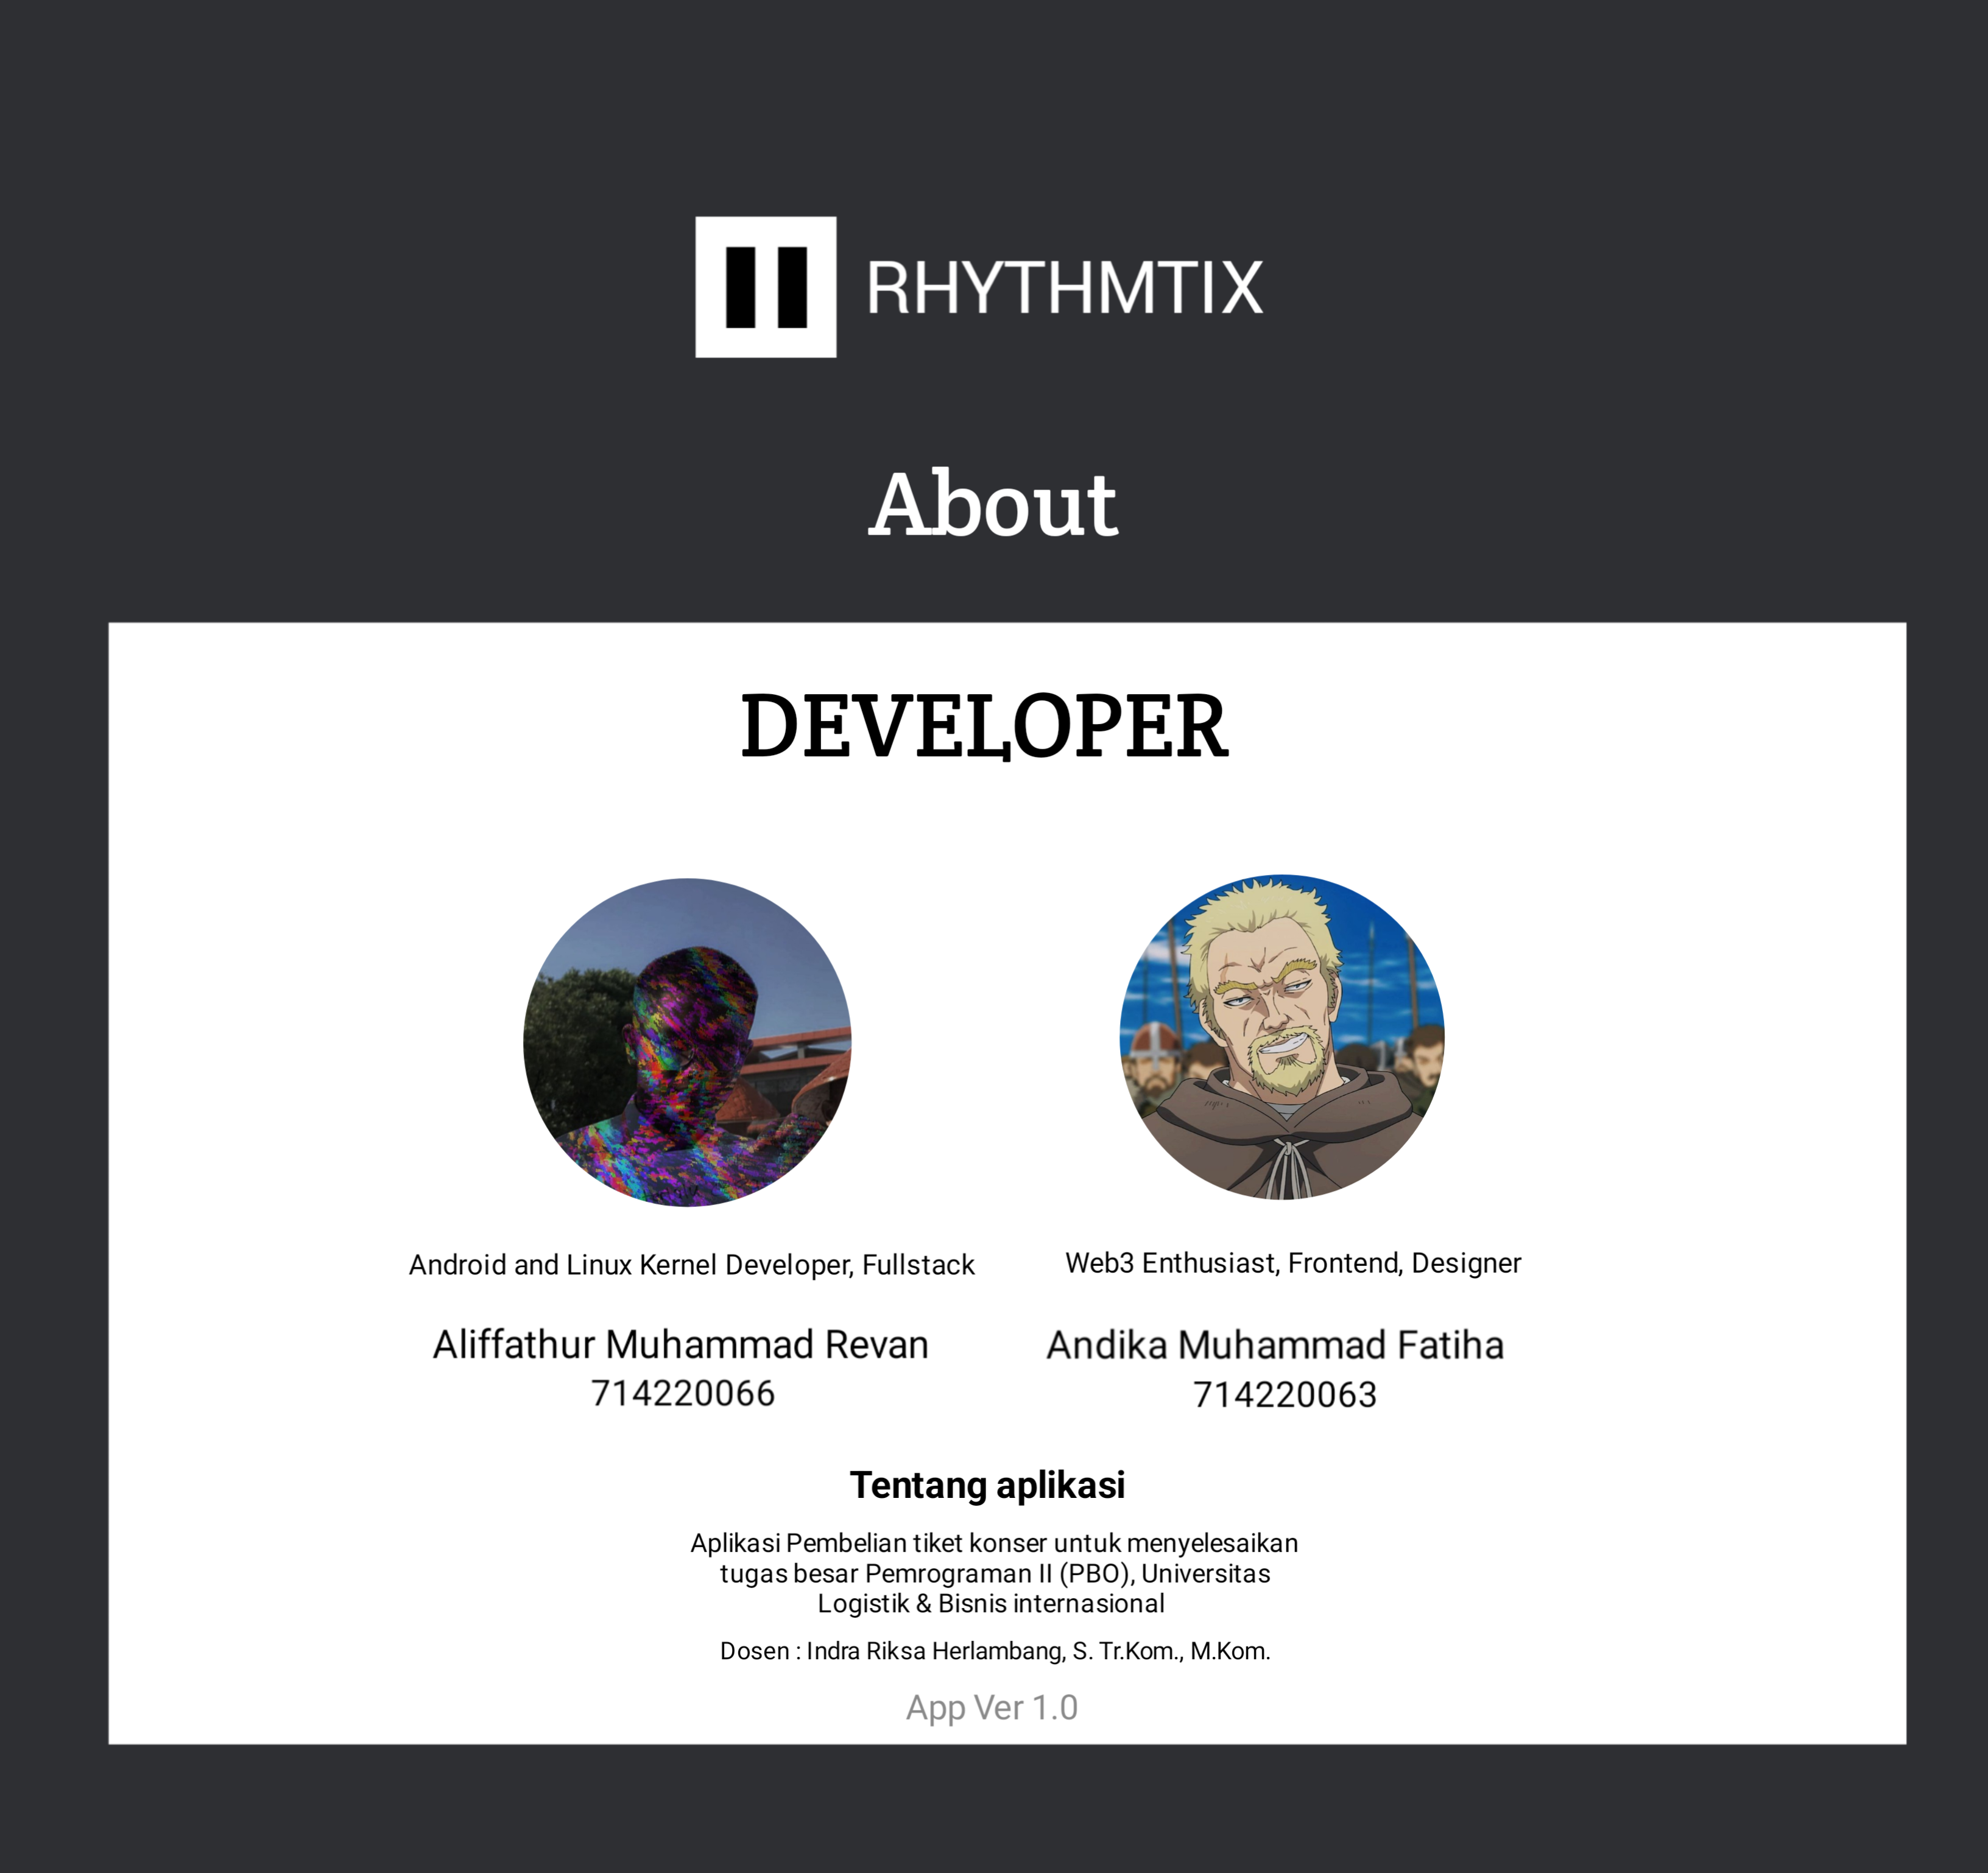 RHYTHMTIX
About
DEVELOPER
Android and Linux Kernel Developer, Fullstack
Web3 Enthusiast, Frontend, Designer
Aliffathur Muhammad Revan
Andika Muhammad Fatiha
714220066
714220063
Tentang aplikasi
Aplikasi Pembelian tiket konser untuk menyelesaikan
tugas besar Pemrograman II (PBO), Universitas
Logistik & Bisnis internasional
Dosen : Indra Riksa Herlambang, S. Tr.Kom., M.Kom.
App Ver 1.0